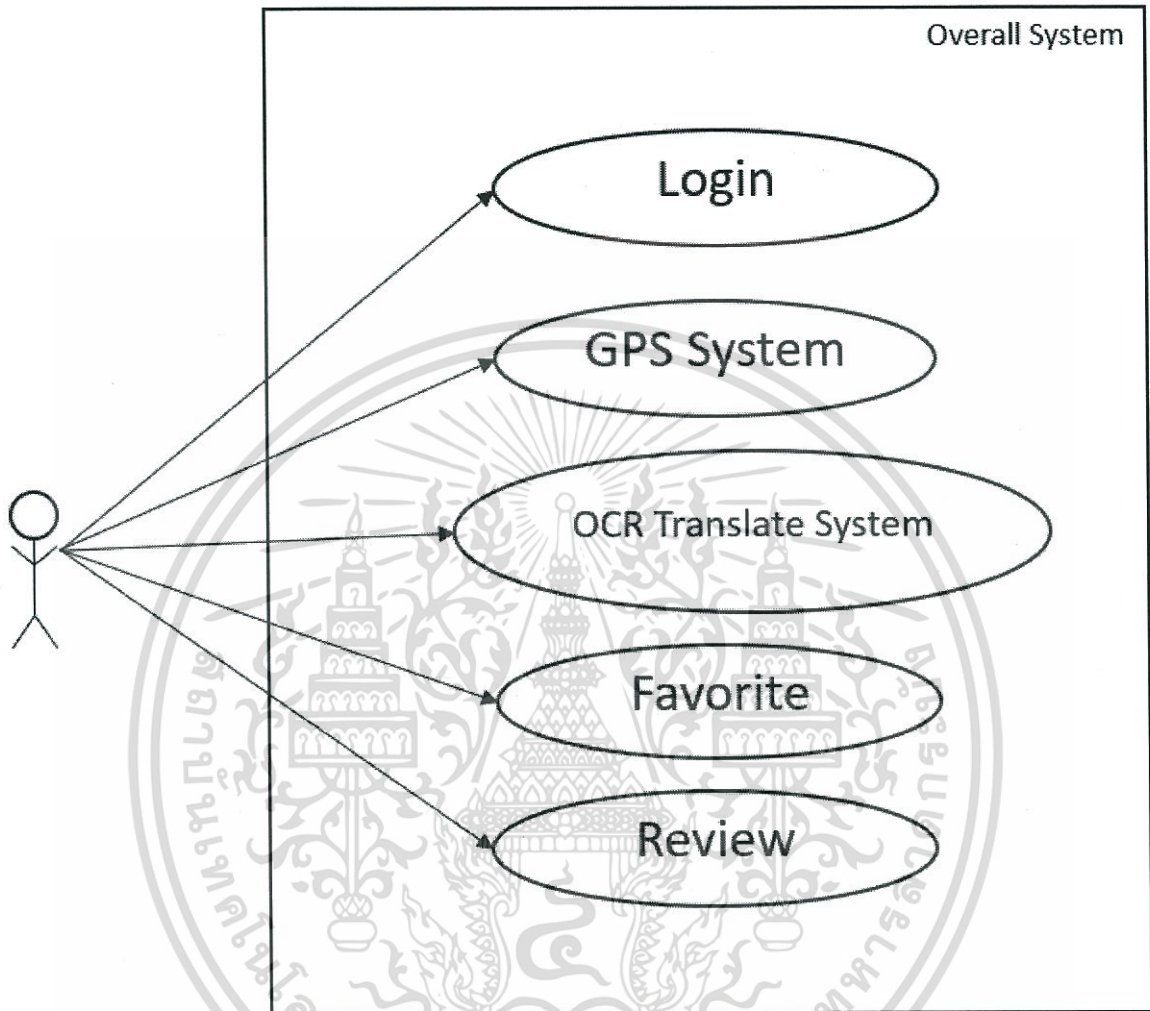 Overall System
Login
GPS System
OCR Translate System
Favorite
Review